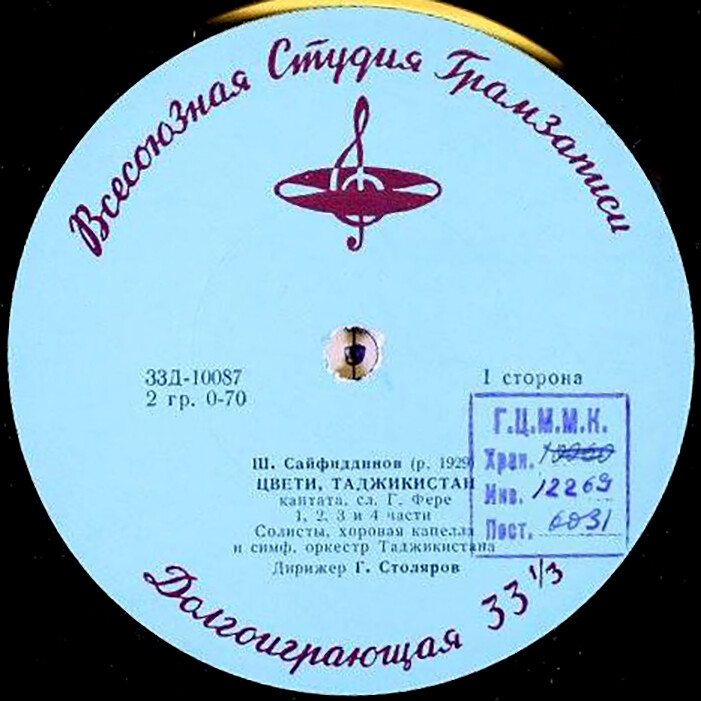 Всесоюзная Студия Грамзаписи
33Д-10087
2 гр. 0-70
I сторона
Г.Ц.М.М.К.
Хран.
Инв. 12269
Пост. 6031
Ш. Сайфиддинов (р. 1929)
ЦВЕТИ, ТАДЖИКИСТАН
кантата, сл. Г. Фере
1, 2, 3 и 4 части
Солисты, хоровая капелла
и симф. оркестр Таджикистана
Дирижер Г. Столяров
Долгоиграющая 33 1/3